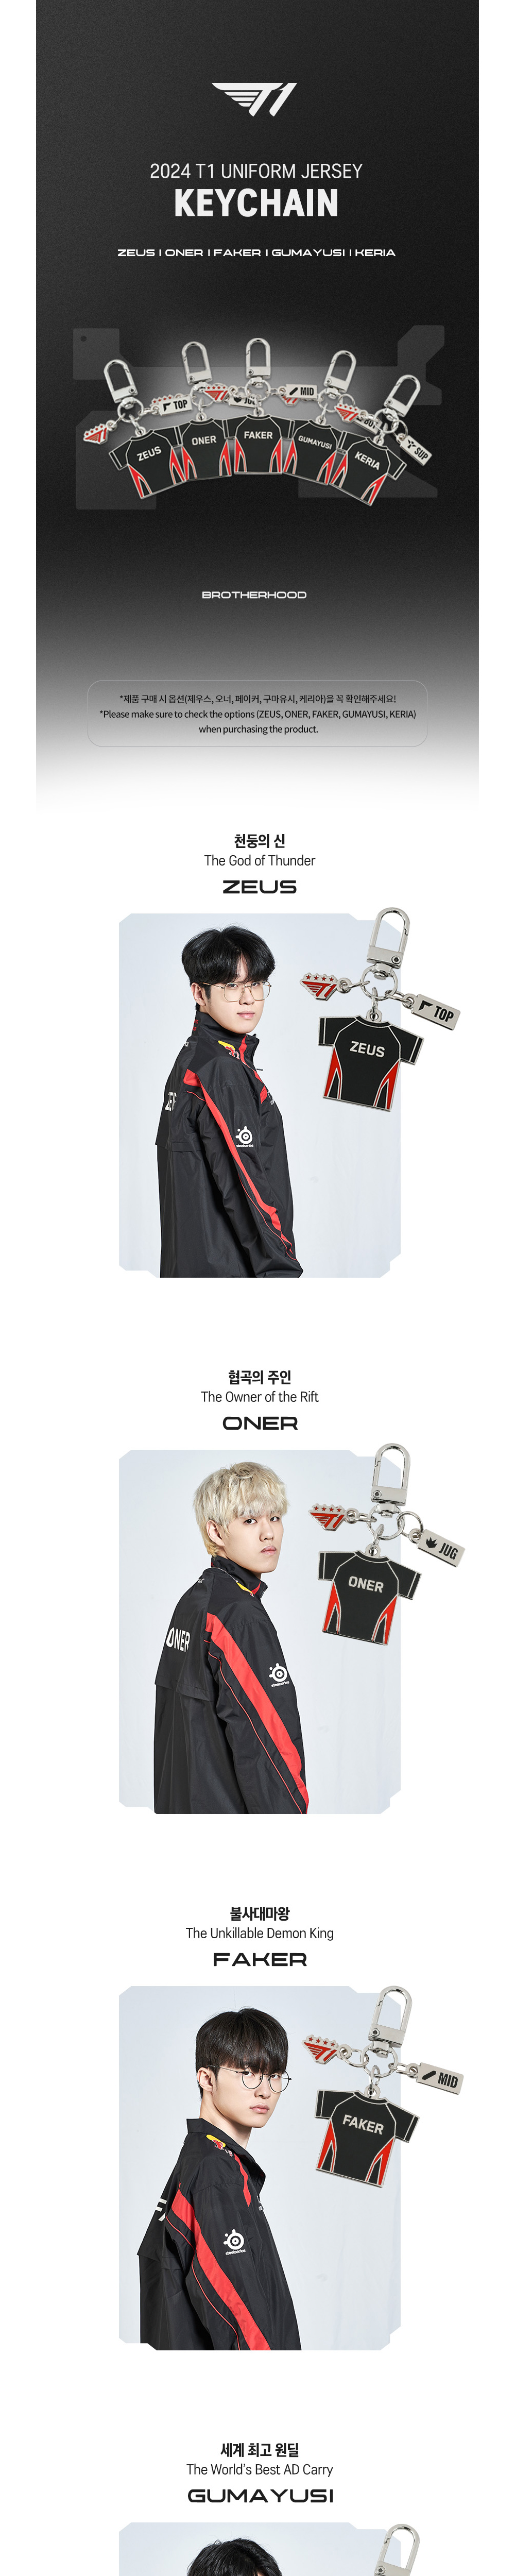 T1
2024 T1 UNIFORM JERSEY
KEYCHAIN
ZEUS I ONER I FAKER I GUMAYUSI I KERIA
TOP
MID
SUP
ZEUS
ONER
FAKER
GUMAYUSI
KERIA
BROTHERHOOD
*제품 구매 시 옵션(제우스, 오너, 페이커, 구마유시, 케리아)을 꼭 확인해주세요!
*Please make sure to check the options (ZEUS, ONER, FAKER, GUMAYUSI, KERIA)
when purchasing the product.
천둥의 신
The God of Thunder
ZEUS
TOP
ZEUS
steelseries
협곡의 주인
The Owner of the Rift
ONER
JUG
ONER
ONER
steelseries
불사대마왕
The Unkillable Demon King
FAKER
MID
FAKER
steelseries
세계 최고 원딜
The World's Best AD Carry
GUMAYUSI